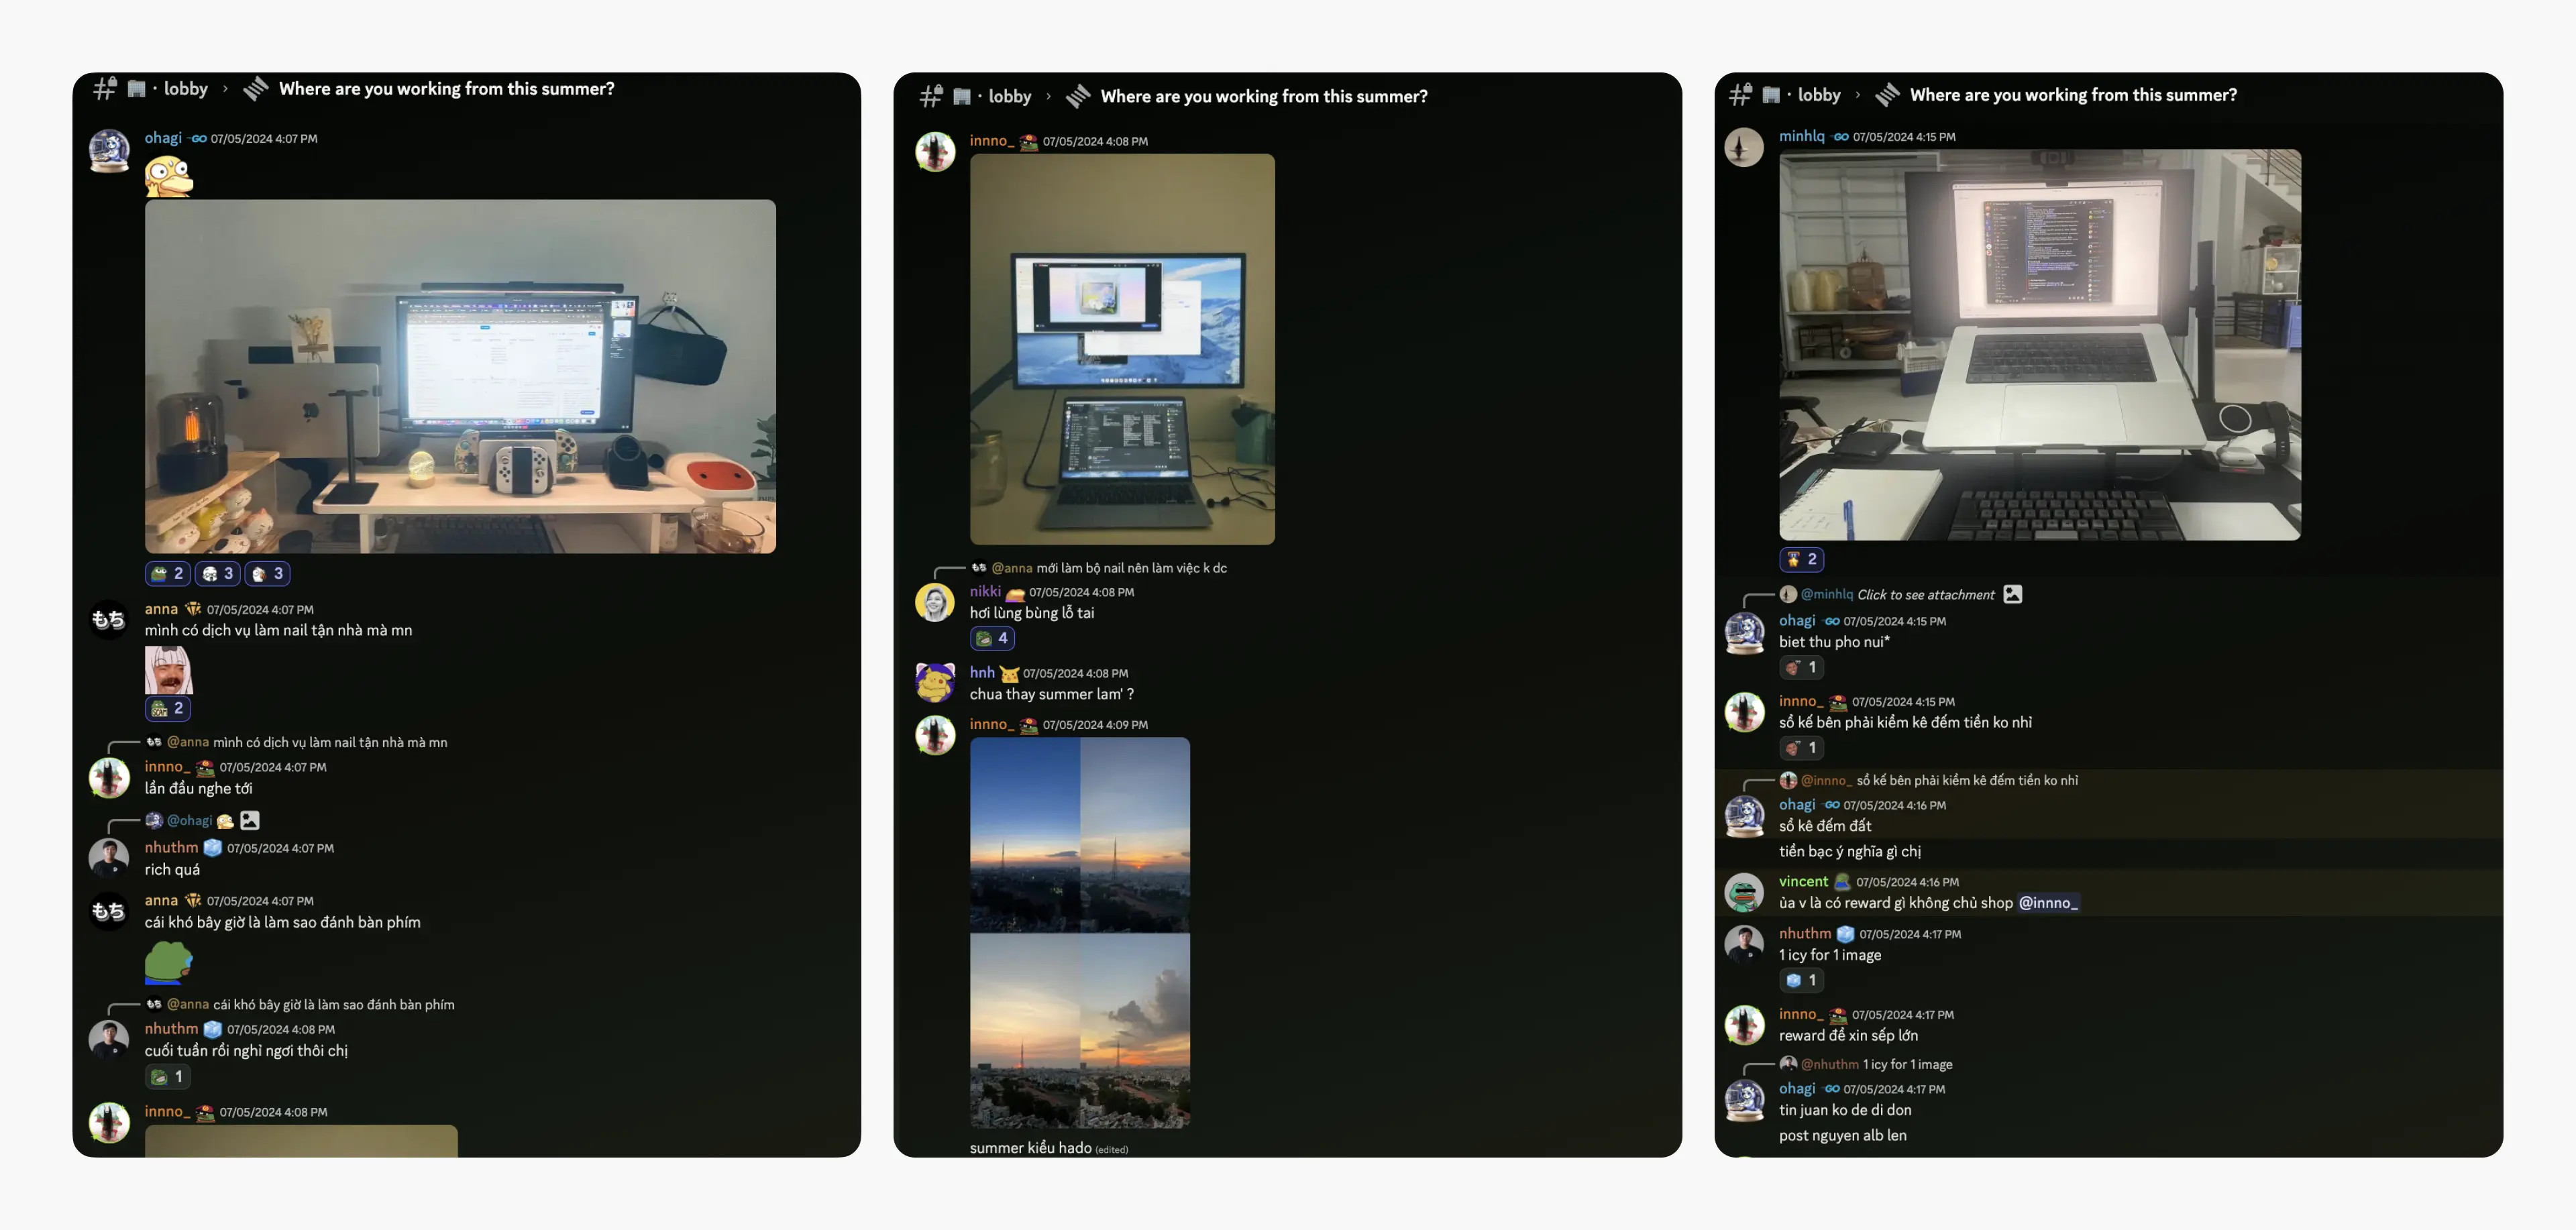 · lobby › Where are you working from this summer?
ohagi GO 07/05/2024 4:07 PM
2 3 3
anna 07/05/2024 4:07 PM
mình có dịch vụ làm nail tận nhà mà mn
2
@anna mình có dịch vụ làm nail tận nhà mà mn
innno_ 07/05/2024 4:07 PM
lần đầu nghe tới
@ohagi
nhuthm 07/05/2024 4:07 PM
rich quá
anna 07/05/2024 4:07 PM
cái khó bây giờ là làm sao đánh bàn phím
@anna cái khó bây giờ là làm sao đánh bàn phím
nhuthm 07/05/2024 4:08 PM
cuối tuần rồi nghỉ ngơi thôi chị
1
innno_ 07/05/2024 4:08 PM
· lobby › Where are you working from this summer?
innno_ 07/05/2024 4:08 PM
@anna mới làm bộ nail nên làm việc k dc
nikki 07/05/2024 4:08 PM
hơi lùng bùng lỗ tai
4
hnh 07/05/2024 4:08 PM
chua thay summer lam' ?
innno_ 07/05/2024 4:09 PM
summer kiểu hado (edited)
· lobby › Where are you working from this summer?
minhlq GO 07/05/2024 4:15 PM
2
@minhlq Click to see attachment
ohagi GO 07/05/2024 4:15 PM
biet thu pho nui*
1
innno_ 07/05/2024 4:15 PM
sổ kế bên phải kiểm kê đếm tiền ko nhỉ
1
@innno_ sổ kế bên phải kiểm kê đếm tiền ko nhỉ
ohagi GO 07/05/2024 4:16 PM
sổ kê đếm đất
tiền bạc ý nghĩa gì chị
vincent 07/05/2024 4:16 PM
ủa v là có reward gì không chủ shop @innno_
nhuthm 07/05/2024 4:17 PM
1 icy for 1 image
1
innno_ 07/05/2024 4:17 PM
reward để xin sếp lớn
@nhuthm 1 icy for 1 image
ohagi GO 07/05/2024 4:17 PM
tin juan ko de di don
post nguyen alb len